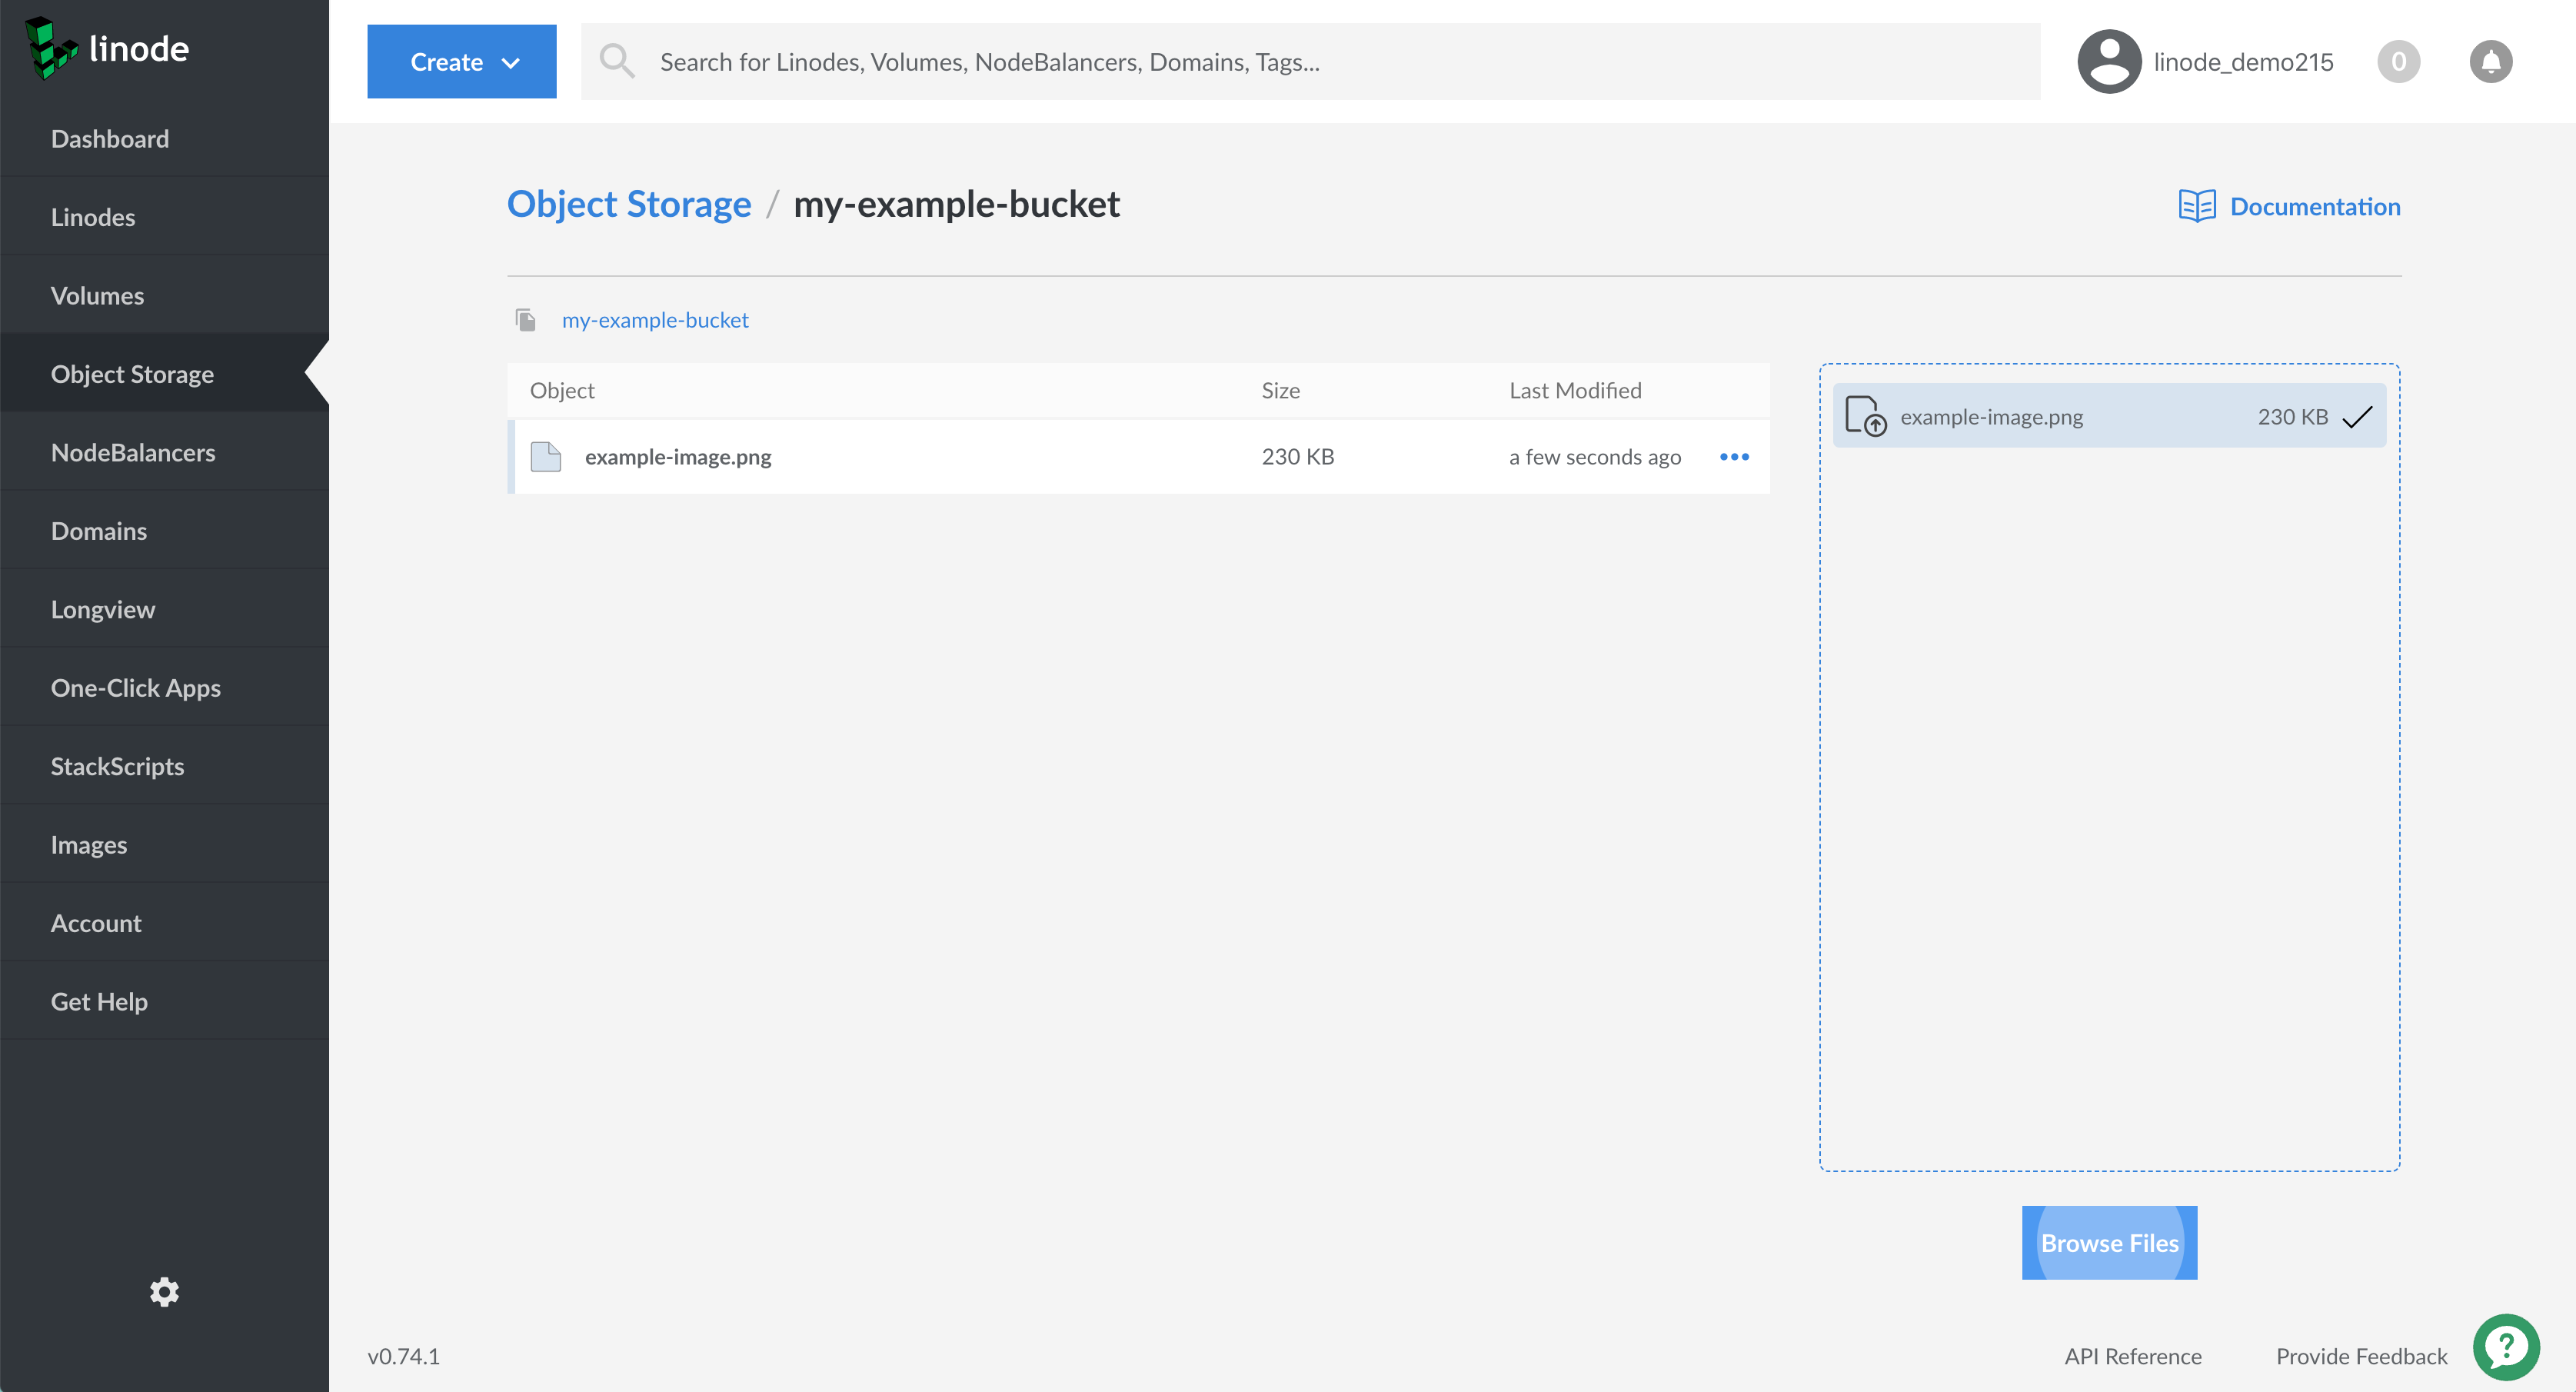 linode
Create
Search for Linodes, Volumes, NodeBalancers, Domains, Tags...
linode_demo215
0
Dashboard
Linodes
Volumes
Object Storage
NodeBalancers
Domains
Longview
One-Click Apps
StackScripts
Images
Account
Get Help
Object Storage / my-example-bucket
Documentation
my-example-bucket
Object Size Last Modified
example-image.png 230 KB a few seconds ago
example-image.png 230 KB
Browse Files
v0.74.1
API Reference
Provide Feedback
?